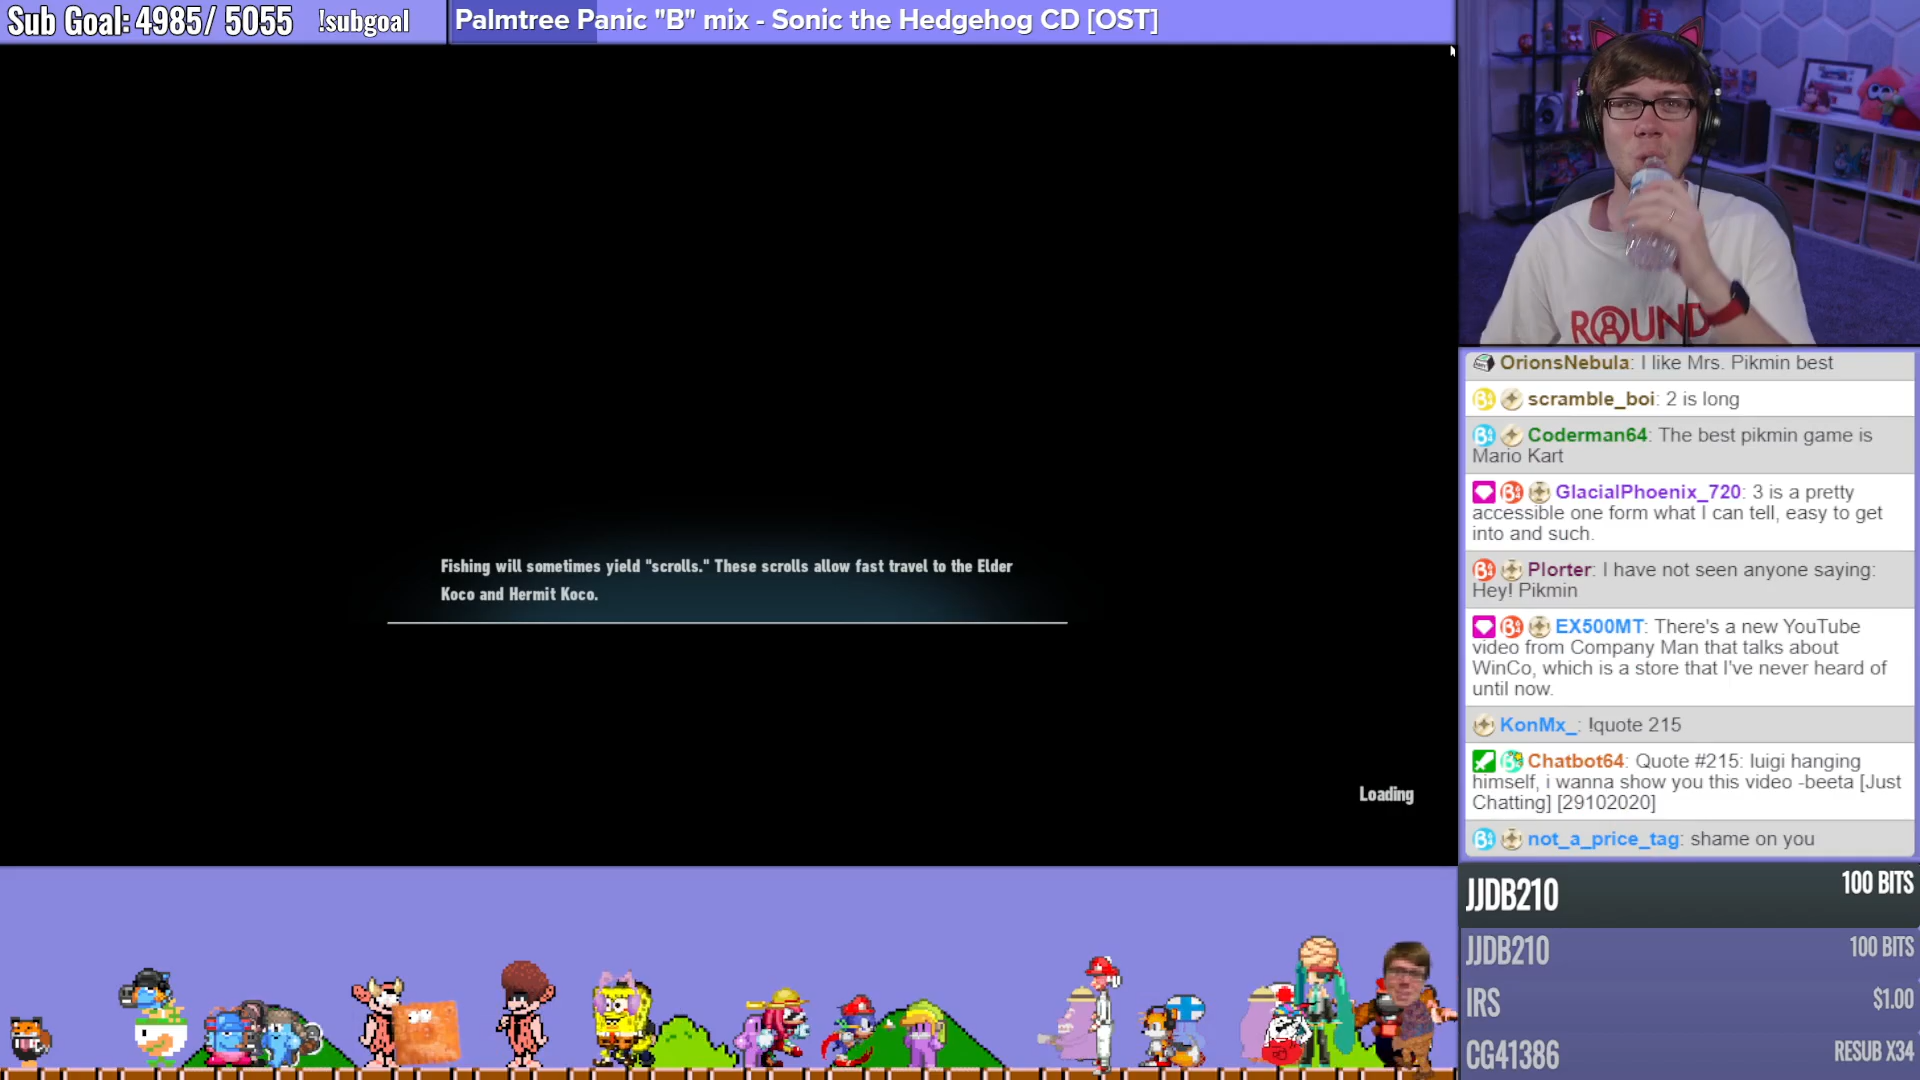 Sub Goal: 4985/ 5055 !subgoal
Palmtree Panic "B" mix - Sonic the Hedgehog CD [OST]
Fishing will sometimes yield "scrolls." These scrolls allow fast travel to the Elder
Koco and Hermit Koco.
Loading
ROUND
OrionsNebula: I like Mrs. Pikmin best
scramble_boi: 2 is long
Coderman64: The best pikmin game is
Mario Kart
GlacialPhoenix_720: 3 is a pretty
accessible one form what I can tell, easy to get
into and such.
Plorter: I have not seen anyone saying:
Hey! Pikmin
EX500MT: There's a new YouTube
video from Company Man that talks about
WinCo, which is a store that I've never heard of
until now.
KonMx_: !quote 215
Chatbot64: Quote #215: luigi hanging
himself, i wanna show you this video -beeta [Just
Chatting] [29102020]
not_a_price_tag: shame on you
JJDB210 100 BITS
JJDB210 100 BITS
IRS $1.00
CG41386 RESUB X34